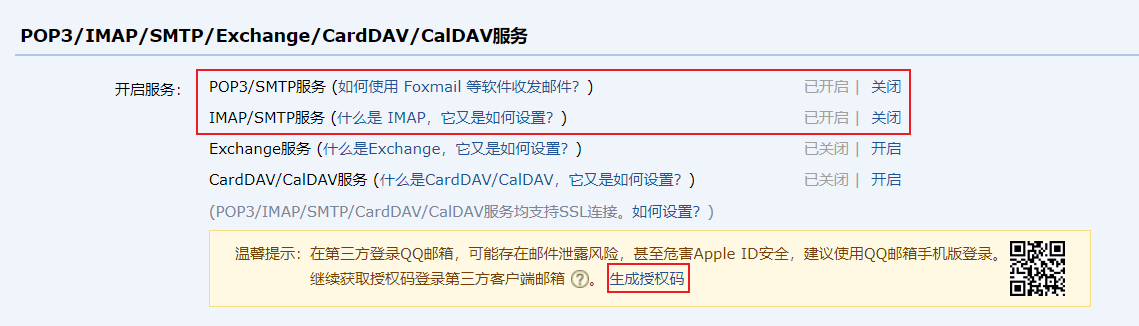 POP3/IMAP/SMTP/Exchange/CardDAV/CalDAV服务
开启服务： POP3/SMTP服务 (如何使用 Foxmail 等软件收发邮件？) 已开启 | 关闭
IMAP/SMTP服务 (什么是 IMAP，它又是如何设置？) 已开启 | 关闭
Exchange服务 (什么是Exchange，它又是如何设置？) 已关闭 | 开启
CardDAV/CalDAV服务 (什么是CardDAV/CalDAV，它又是如何设置？) 已关闭 | 开启
(POP3/IMAP/SMTP/CardDAV/CalDAV服务均支持SSL连接。如何设置？)
温馨提示：在第三方登录QQ邮箱，可能存在邮件泄露风险，甚至危害Apple ID安全，建议使用QQ邮箱手机版登录。
继续获取授权码登录第三方客户端邮箱 ? 。 生成授权码